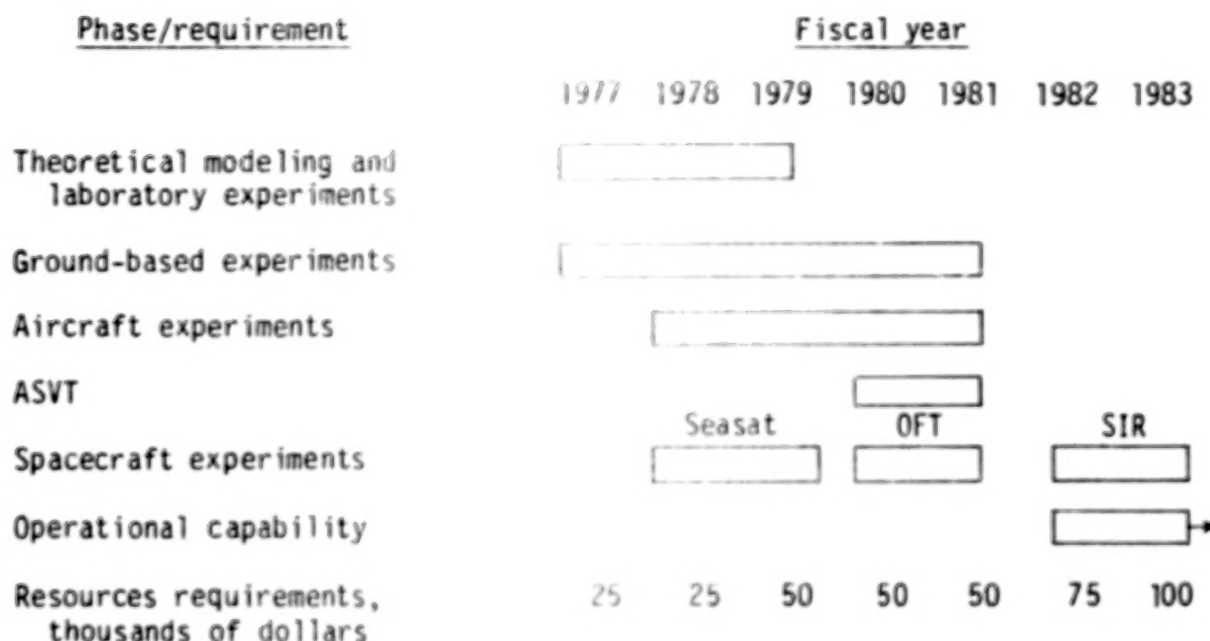 Phase/requirement Fiscal year
1977 1978 1979 1980 1981 1982 1983
Theoretical modeling and
laboratory experiments
Ground-based experiments
Aircraft experiments
ASVT
Seasat OFT SIR
Spacecraft experiments
Operational capability
Resources requirements, 25 25 50 50 50 75 100
thousands of dollars